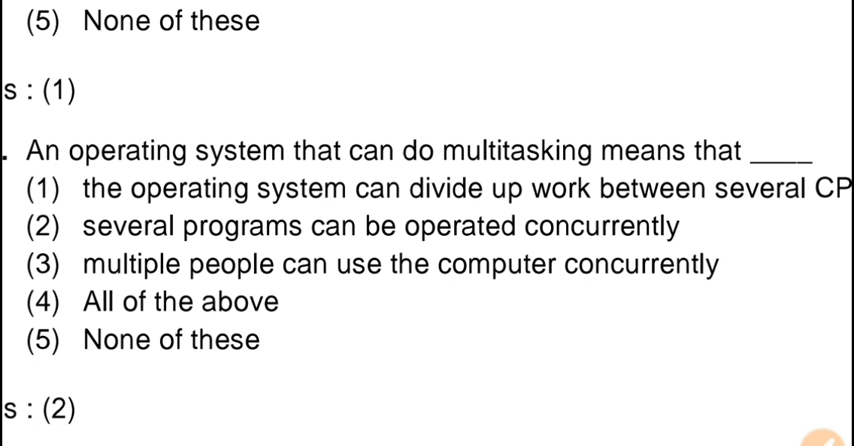 (5) None of these
s : (1)
. An operating system that can do multitasking means that ____
(1) the operating system can divide up work between several CP
(2) several programs can be operated concurrently
(3) multiple people can use the computer concurrently
(4) All of the above
(5) None of these
s : (2)